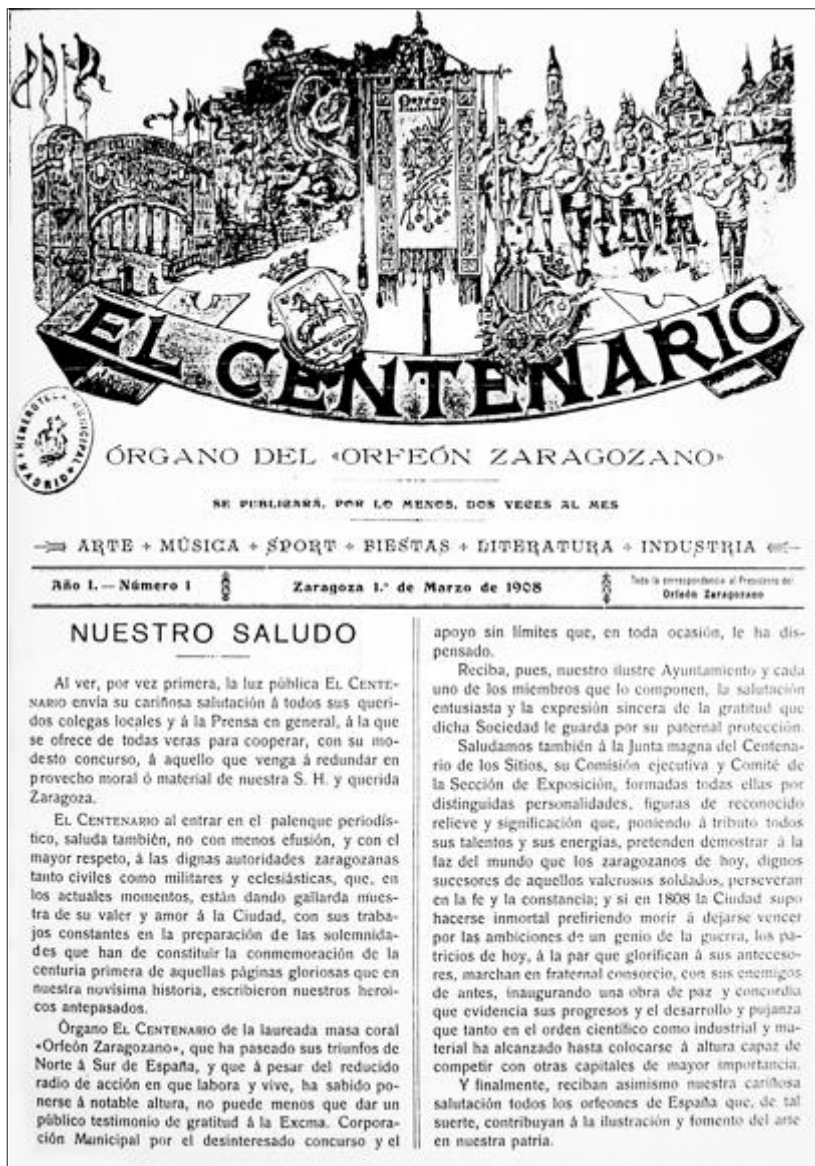 EL CENTENARIO
HEMEROTECA MUNICIPAL
MADRID
ÓRGANO DEL «ORFEÓN ZARAGOZANO»
SE PUBLICARÁ, POR LO MENOS, DOS VECES AL MES
ARTE + MÚSICA + SPORT + FIESTAS + LITERATURA + INDUSTRIA
Año I. — Número 1
Zaragoza 1.º de Marzo de 1908
Toda la correspondencia al Presidente del
Orfeón Zaragozano
NUESTRO SALUDO
Al ver, por vez primera, la luz pública EL CENTE-
NARIO envía su cariñosa salutación á todos sus queri-
dos colegas locales y á la Prensa en general, á la que
se ofrece de todas veras para cooperar, con su mo-
desto concurso, á aquello que venga á redundar en
provecho moral ó material de nuestra S. H. y querida
Zaragoza.
EL CENTENARIO al entrar en el palenque periodís-
tico, saluda también, no con menos efusión, y con el
mayor respeto, á las dignas autoridades zaragozanas
tanto civiles como militares y eclesiásticas, que, en
los actuales momentos, están dando gallarda mues-
tra de su valer y amor á la Ciudad, con sus traba-
jos constantes en la preparación de las solemnida-
des que han de constituir la conmemoración de la
centuria primera de aquellas páginas gloriosas que en
nuestra novísima historia, escribieron nuestros heroi-
cos antepasados.
Órgano EL CENTENARIO de la laureada masa coral
«Orfeón Zaragozano», que ha paseado sus triunfos de
Norte á Sur de España, y que á pesar del reducido
radio de acción en que labora y vive, ha sabido po-
nerse á notable altura, no puede menos que dar un
público testimonio de gratitud á la Excma. Corpora-
ción Municipal por el desinteresado concurso y el
apoyo sin límites que, en toda ocasión, le ha dis-
pensado.
Reciba, pues, nuestro ilustre Ayuntamiento y cada
uno de los miembros que lo componen, la salutación
entusiasta y la expresión sincera de la gratitud que
dicha Sociedad le guarda por su paternal protección.
Saludamos también á la Junta magna del Centena-
rio de los Sitios, su Comisión ejecutiva y Comité de
la Sección de Exposición, formadas todas ellas por
distinguidas personalidades, figuras de reconocido
relieve y significación que, poniendo á tributo todos
sus talentos y sus energías, pretenden demostrar á la
faz del mundo que los zaragozanos de hoy, dignos
sucesores de aquellos valerosos soldados, perseveran
en la fe y la constancia; y si en 1808 la Ciudad supo
hacerse inmortal prefiriendo morir á dejarse vencer
por las ambiciones de un genio de la guerra, los pa-
tricios de hoy, á la par que glorifican á sus anteceso-
res, marchan en fraternal consorcio, con sus enemigos
de antes, inaugurando una obra de paz y concordia
que evidencia sus progresos y el desarrollo y pujanza
que tanto en el orden científico como industrial y ma-
terial ha alcanzado hasta colocarse á altura capaz de
competir con otras capitales de mayor importancia.
Y finalmente, reciban asimismo nuestra cariñosa
salutación todos los orfeones de España que, de tal
suerte, contribuyan á la ilustración y fomento del arte
en nuestra patria.